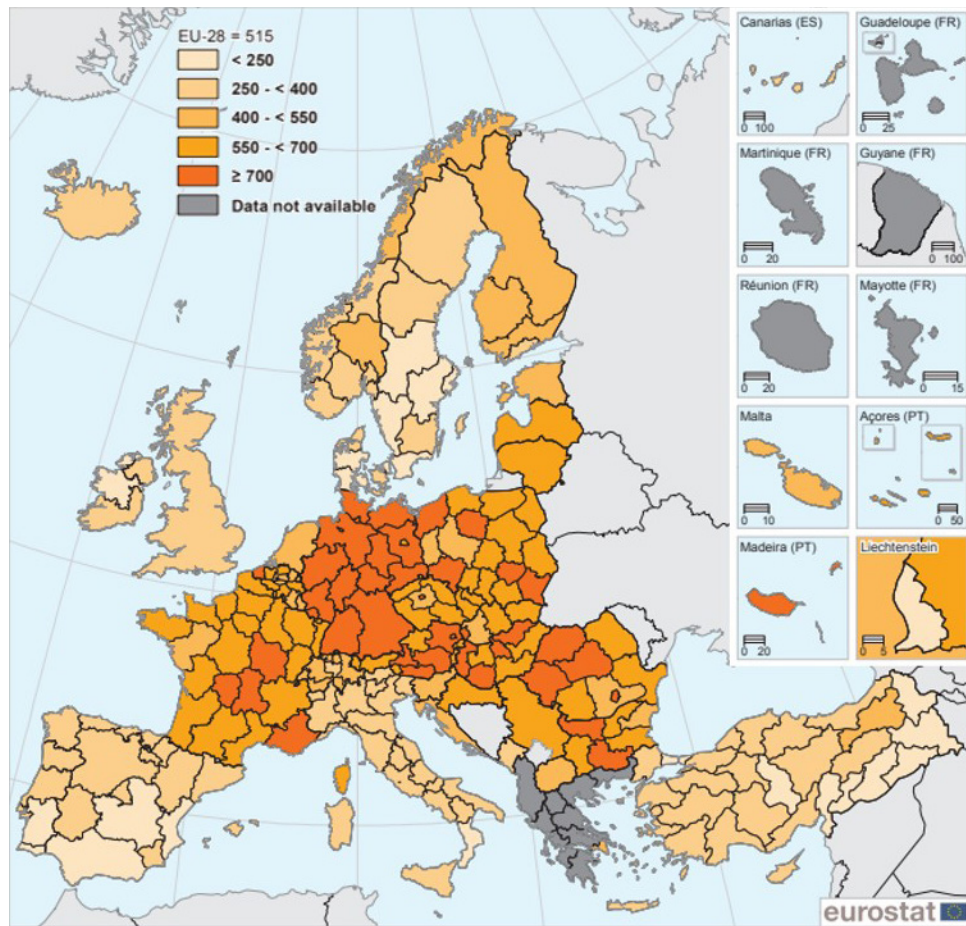 EU-28 = 515
< 250
250 - < 400
400 - < 550
550 - < 700
≥ 700
Data not available
Canarias (ES)
0 100
Guadeloupe (FR)
0 25
Martinique (FR)
0 20
Guyane (FR)
0 100
Réunion (FR)
0 20
Mayotte (FR)
0 15
Malta
0 10
Açores (PT)
0 50
Madeira (PT)
0 20
Liechtenstein
0 5
eurostat